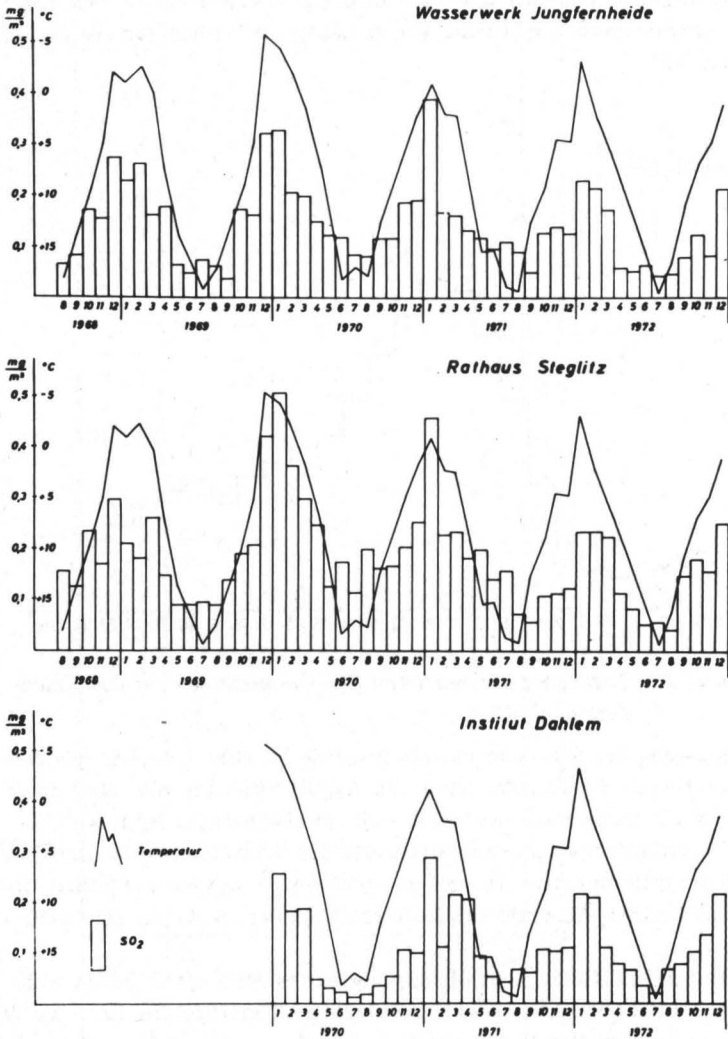 Wasserwerk Jungfernheide
mg/m³ °C
0,5 -5
0,4 0
0,3 +5
0,2 +10
0,1 +15
8 9 10 11 12 1 2 3 4 5 6 7 8 9 10 11 12 1 2 3 4 5 6 7 8 9 10 11 12 1 2 3 4 5 6 7 8 9 10 11 12 1 2 3 4 5 6 7 8 9 10 11 12
1968 1969 1970 1971 1972
Rathaus Steglitz
mg/m³ °C
0,5 -5
0,4 0
0,3 +5
0,2 +10
0,1 +15
8 9 10 11 12 1 2 3 4 5 6 7 8 9 10 11 12 1 2 3 4 5 6 7 8 9 10 11 12 1 2 3 4 5 6 7 8 9 10 11 12 1 2 3 4 5 6 7 8 9 10 11 12
1968 1969 1970 1971 1972
Institut Dahlem
mg/m³ °C
0,5 -5
0,4 0
0,3 +5
Temperatur
0,2 +10
0,1 +15
SO₂
1 2 3 4 5 6 7 8 9 10 11 12 1 2 3 4 5 6 7 8 9 10 11 12 1 2 3 4 5 6 7 8 9 10 11 12
1970 1971 1972